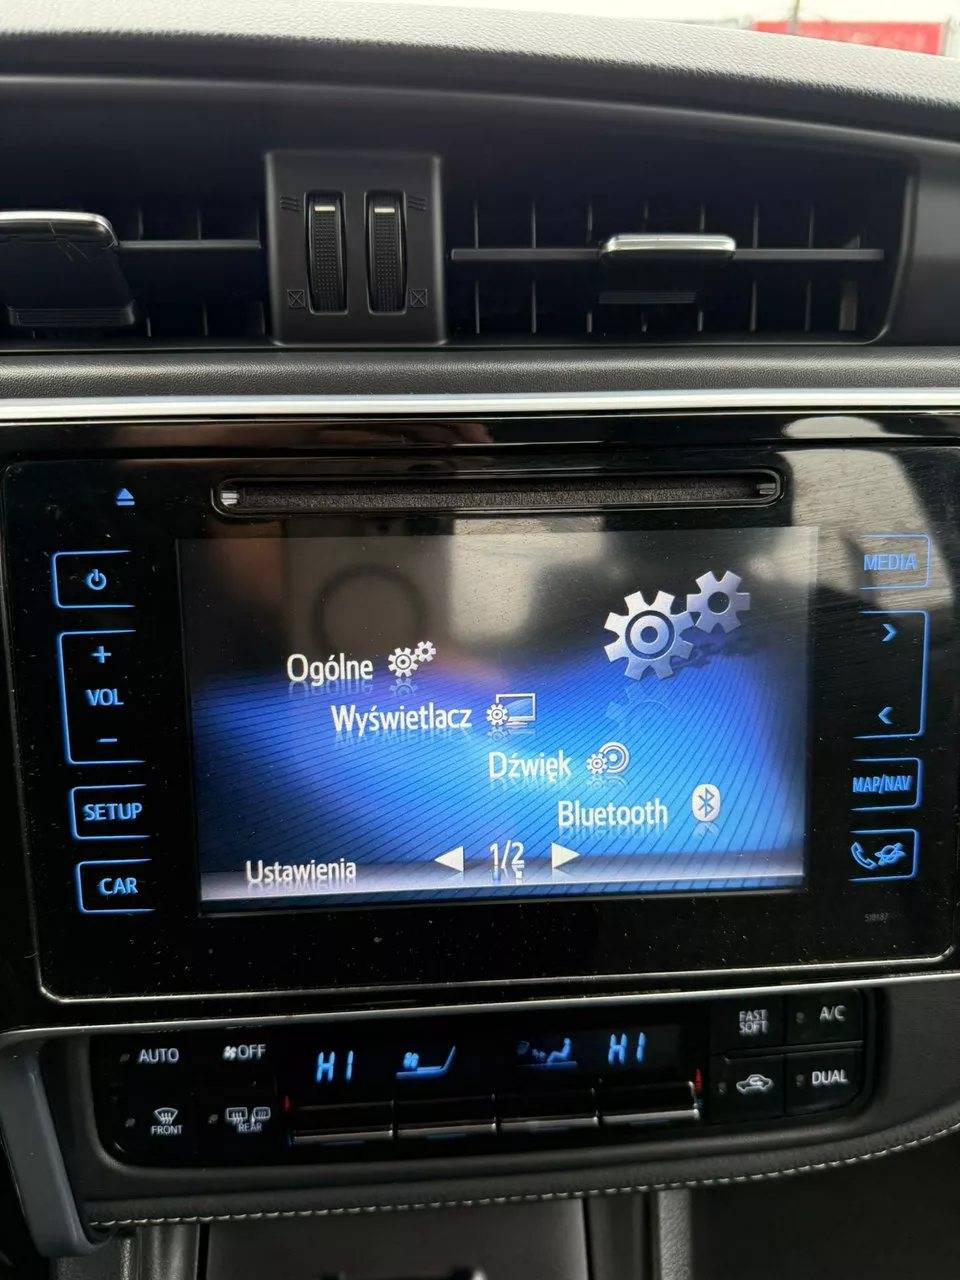 MEDIA
+
VOL
-
SETUP
CAR
MAP/NAV
Ogólne
Wyświetlacz
Dźwięk
Bluetooth
Ustawienia
1/2
AUTO
OFF
HI
HI
FAST
SOFT
A/C
FRONT
REAR
DUAL